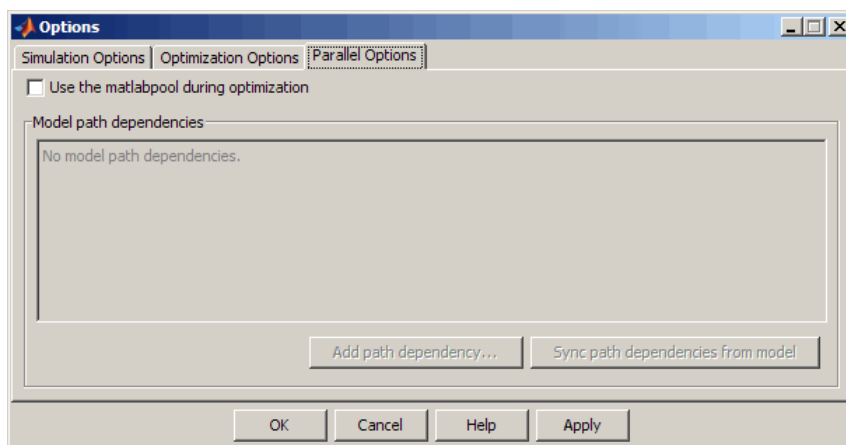 Options
Simulation Options Optimization Options Parallel Options
Use the matlabpool during optimization
Model path dependencies
No model path dependencies.
Add path dependency... Sync path dependencies from model
OK Cancel Help Apply